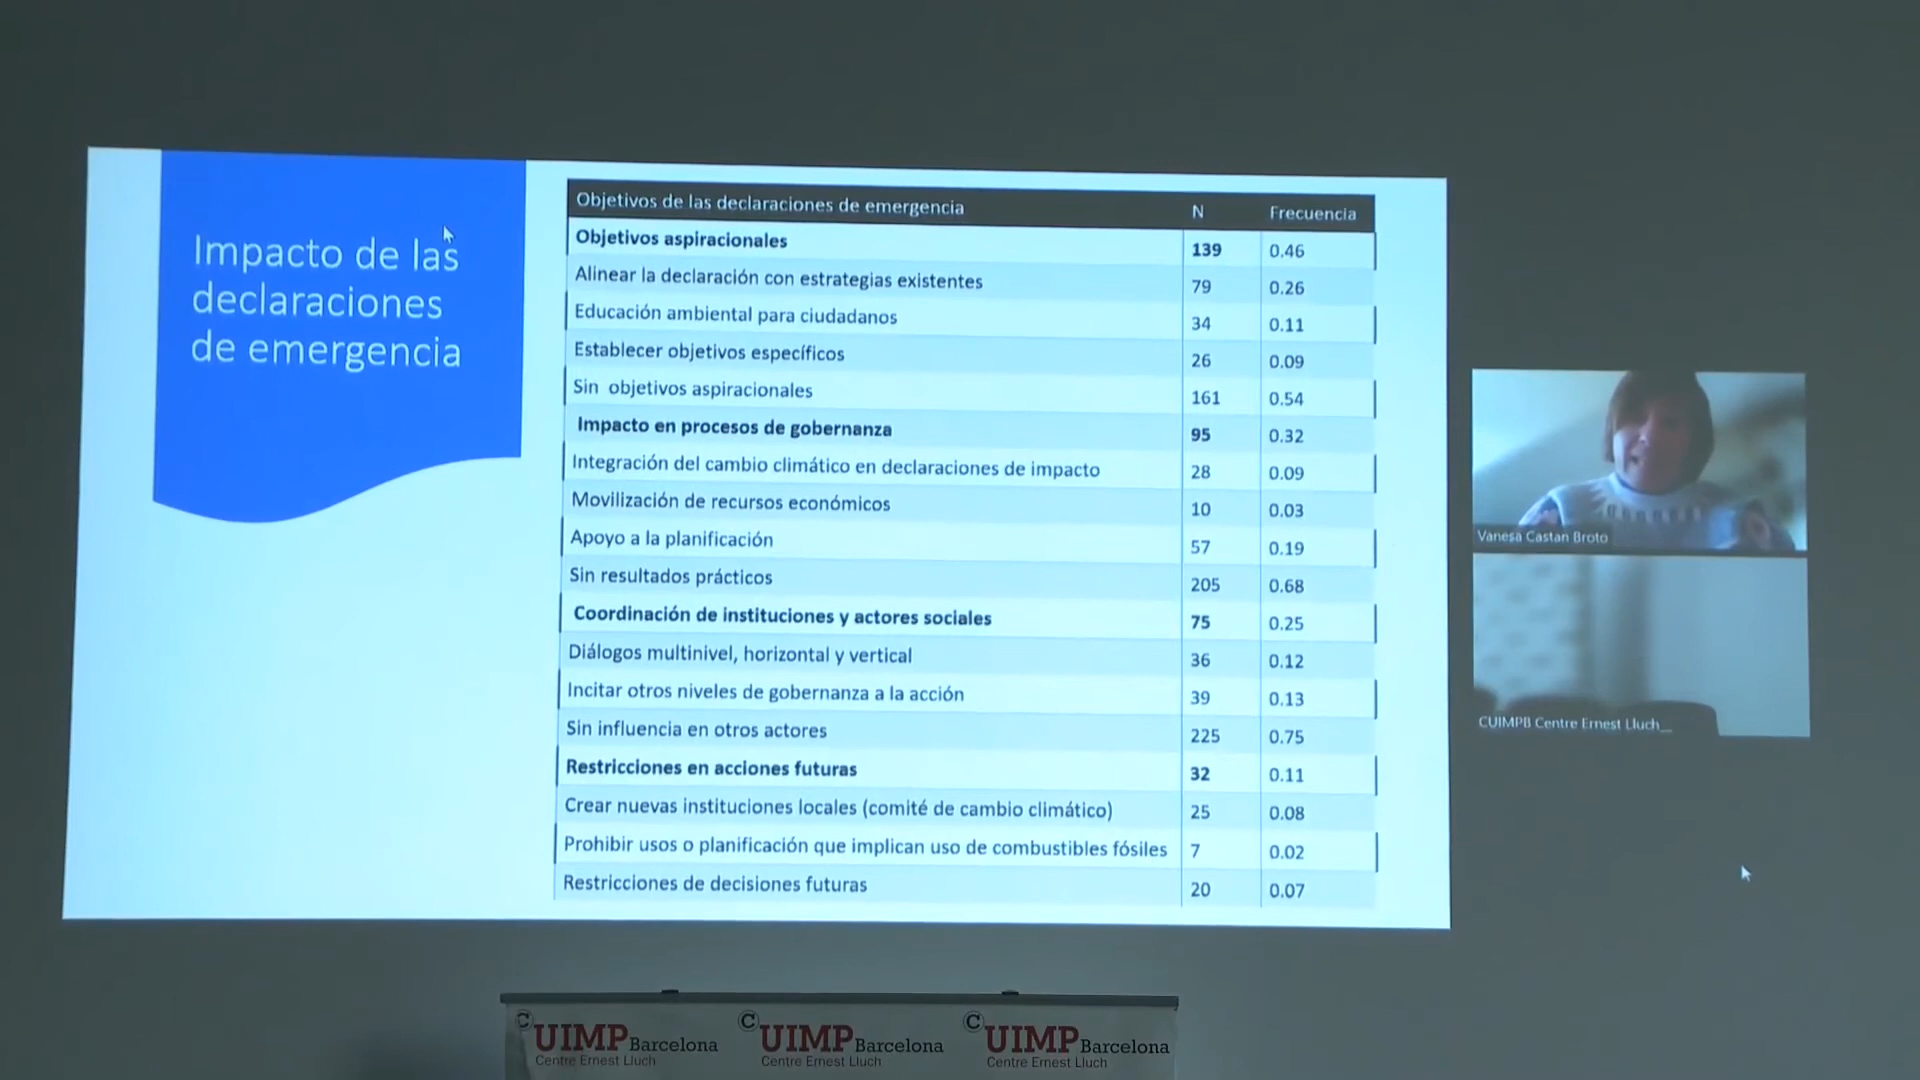 Impacto de las
declaraciones
de emergencia
Objetivos de las declaraciones de emergencia N Frecuencia
Objetivos aspiracionales 139 0.46
Alinear la declaración con estrategias existentes 79 0.26
Educación ambiental para ciudadanos 34 0.11
Establecer objetivos específicos 26 0.09
Sin objetivos aspiracionales 161 0.54
Impacto en procesos de gobernanza 95 0.32
Integración del cambio climático en declaraciones de impacto 28 0.09
Movilización de recursos económicos 10 0.03
Apoyo a la planificación 57 0.19
Sin resultados prácticos 205 0.68
Coordinación de instituciones y actores sociales 75 0.25
Diálogos multinivel, horizontal y vertical 36 0.12
Incitar otros niveles de gobernanza a la acción 39 0.13
Sin influencia en otros actores 225 0.75
Restricciones en acciones futuras 32 0.11
Crear nuevas instituciones locales (comité de cambio climático) 25 0.08
Prohibir usos o planificación que implican uso de combustibles fósiles 7 0.02
Restricciones de decisiones futuras 20 0.07
Vanesa Castan Broto
CUIMPB Centre Ernest Lluch_
CUIMP Barcelona
Centre Ernest Lluch
CUIMP Barcelona
Centre Ernest Lluch
CUIMP Barcelona
Centre Ernest Lluch